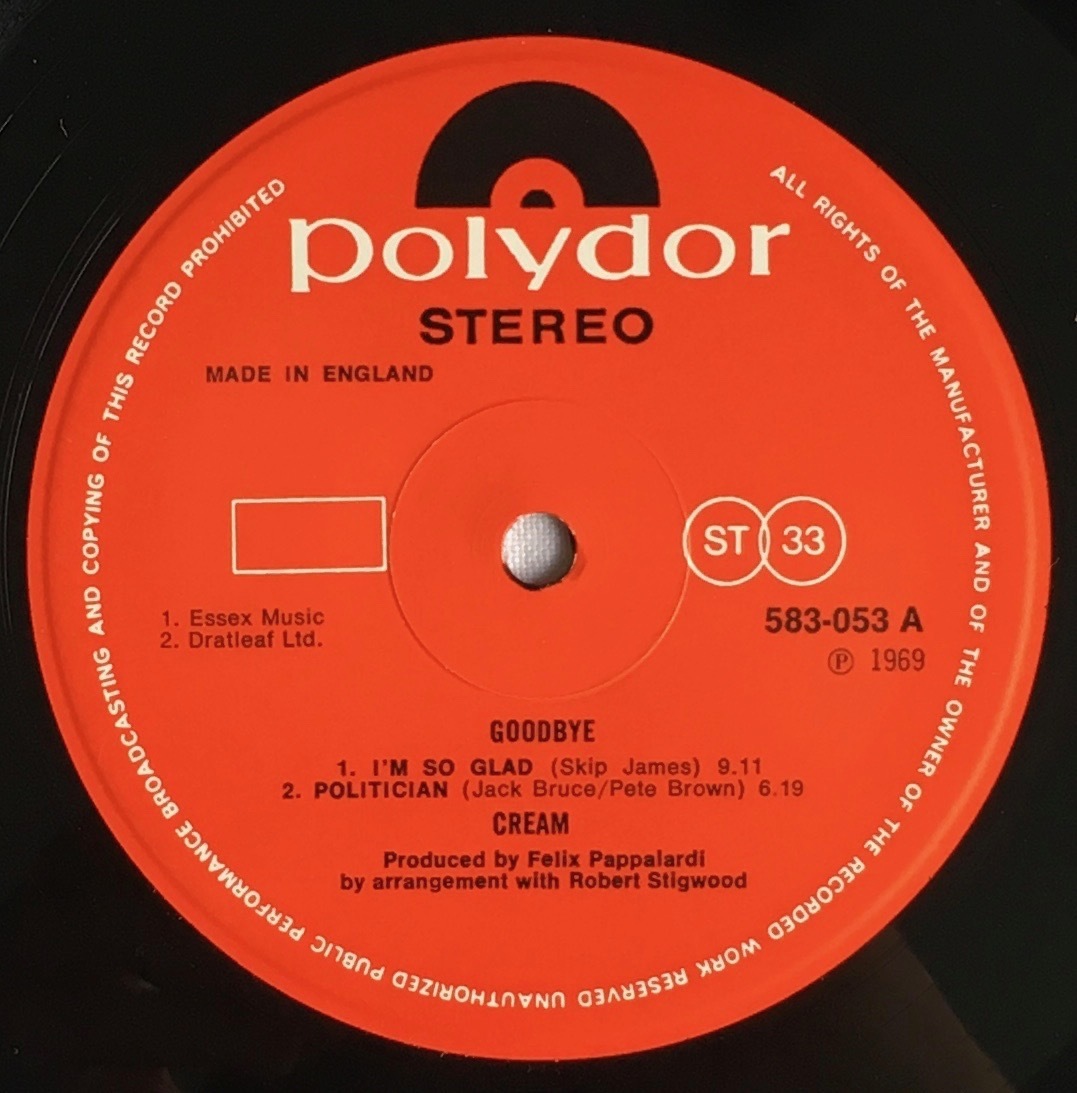 polydor
STEREO
MADE IN ENGLAND
ST 33
1. Essex Music
2. Dratleaf Ltd.
583-053 A
Ⓟ 1969
GOODBYE
1. I'M SO GLAD (Skip James) 9.11
2. POLITICIAN (Jack Bruce/Pete Brown) 6.19
CREAM
Produced by Felix Pappalardi
by arrangement with Robert Stigwood
ALL RIGHTS OF THE MANUFACTURER AND OF THE OWNER OF THE RECORDED WORK RESERVED UNAUTHORIZED PUBLIC PERFORMANCE BROADCASTING AND COPYING OF THIS RECORD PROHIBITED